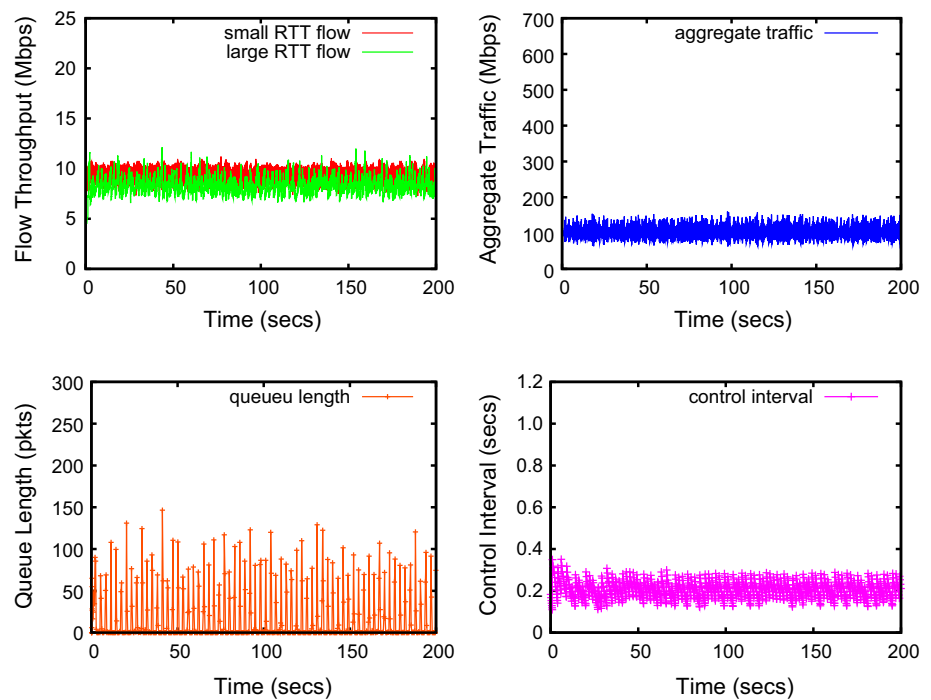 small RTT flow
large RTT flow
Flow Throughput (Mbps)
25
20
15
10
5
0
0 50 100 150 200
Time (secs)
aggregate traffic
Aggregate Traffic (Mbps)
700
600
500
400
300
200
100
0
0 50 100 150 200
Time (secs)
queueu length
Queue Length (pkts)
300
250
200
150
100
50
0
0 50 100 150 200
Time (secs)
control interval
Control Interval (secs)
1.2
1.0
0.8
0.6
0.4
0.2
0
0 50 100 150 200
Time (secs)